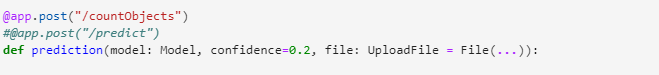 @app.post("/countObjects")
#@app.post("/predict")
def prediction(model: Model, confidence=0.2, file: UploadFile = File(...)):